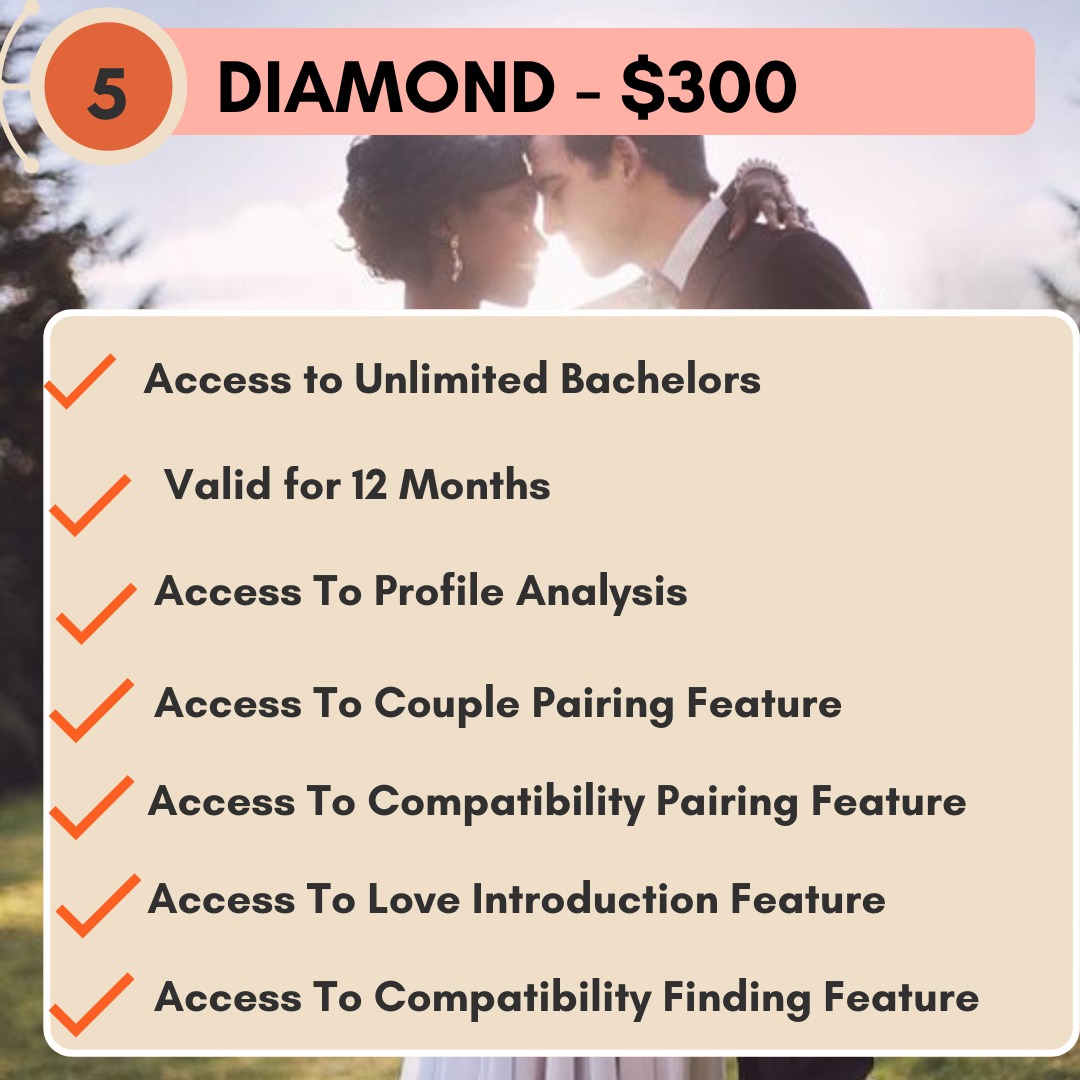 5
DIAMOND - $300
Access to Unlimited Bachelors
Valid for 12 Months
Access To Profile Analysis
Access To Couple Pairing Feature
Access To Compatibility Pairing Feature
Access To Love Introduction Feature
Access To Compatibility Finding Feature